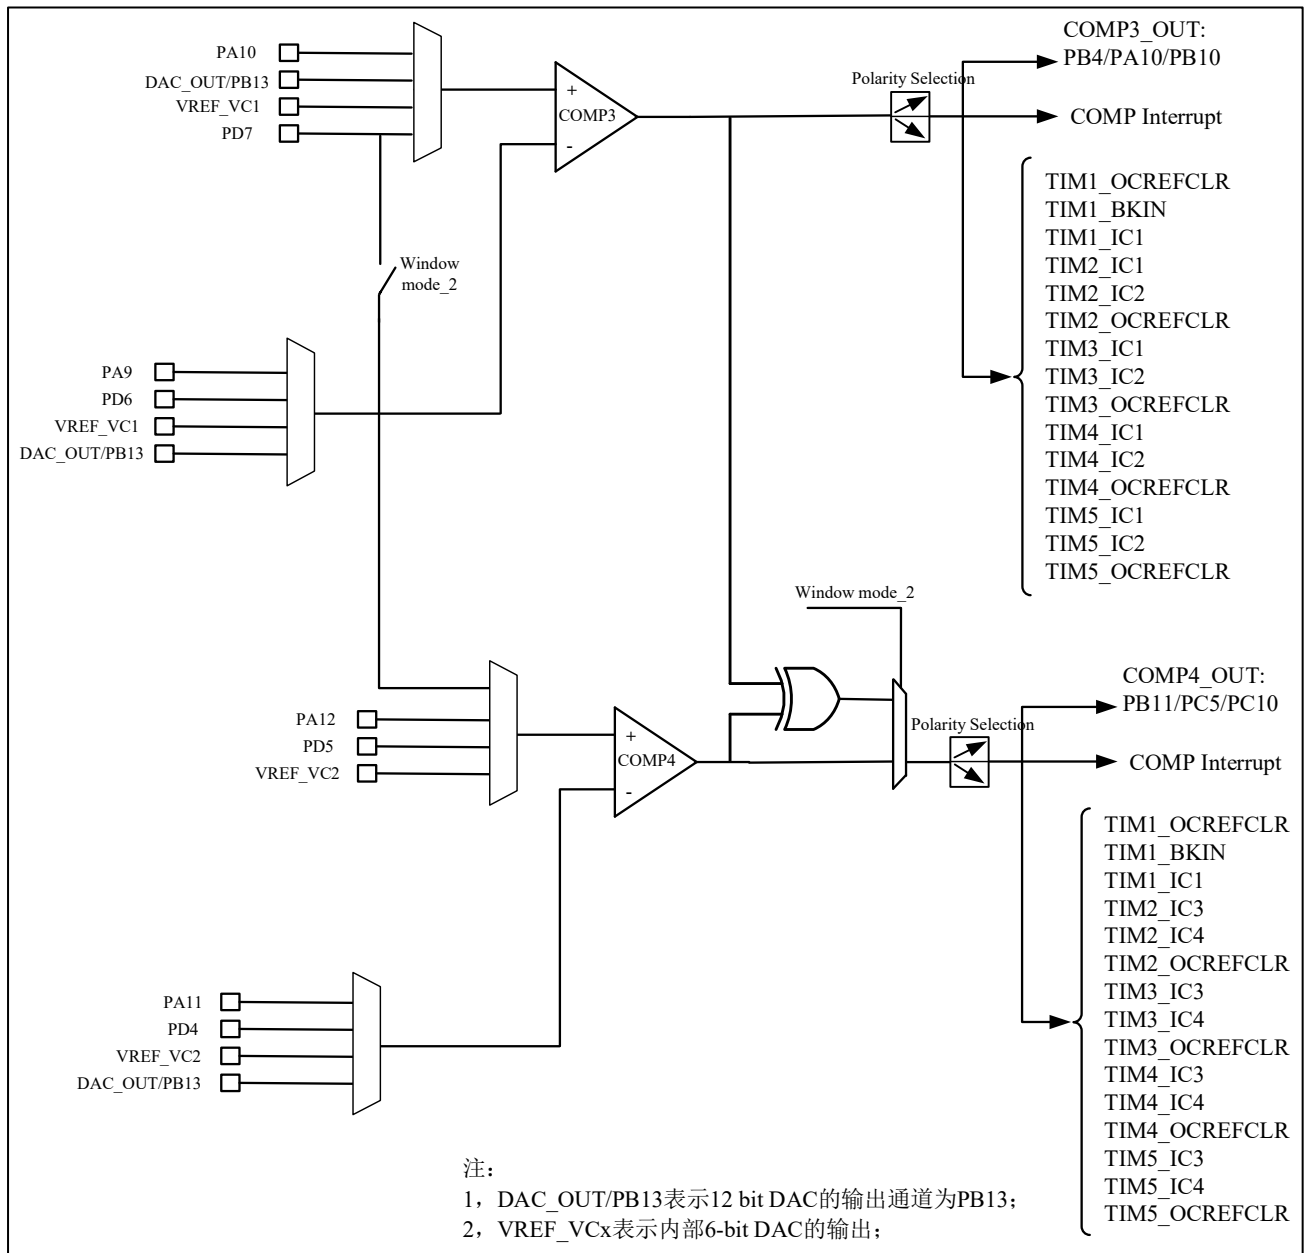 PA10
DAC_OUT/PB13
VREF_VC1
PD7
+
COMP3
-
Polarity Selection
COMP3_OUT:
PB4/PA10/PB10
COMP Interrupt
TIM1_OCREFCLR
TIM1_BKIN
TIM1_IC1
TIM2_IC1
TIM2_IC2
TIM2_OCREFCLR
TIM3_IC1
TIM3_IC2
TIM3_OCREFCLR
TIM4_IC1
TIM4_IC2
TIM4_OCREFCLR
TIM5_IC1
TIM5_IC2
TIM5_OCREFCLR
Window
mode_2
PA9
PD6
VREF_VC1
DAC_OUT/PB13
Window mode_2
PA12
PD5
VREF_VC2
+
COMP4
-
Polarity Selection
COMP4_OUT:
PB11/PC5/PC10
COMP Interrupt
TIM1_OCREFCLR
TIM1_BKIN
TIM1_IC1
TIM2_IC3
TIM2_IC4
TIM2_OCREFCLR
TIM3_IC3
TIM3_IC4
TIM3_OCREFCLR
TIM4_IC3
TIM4_IC4
TIM4_OCREFCLR
TIM5_IC3
TIM5_IC4
TIM5_OCREFCLR
PA11
PD4
VREF_VC2
DAC_OUT/PB13
注：
1，DAC_OUT/PB13表示12 bit DAC的输出通道为PB13；
2，VREF_VCx表示内部6-bit DAC的输出；